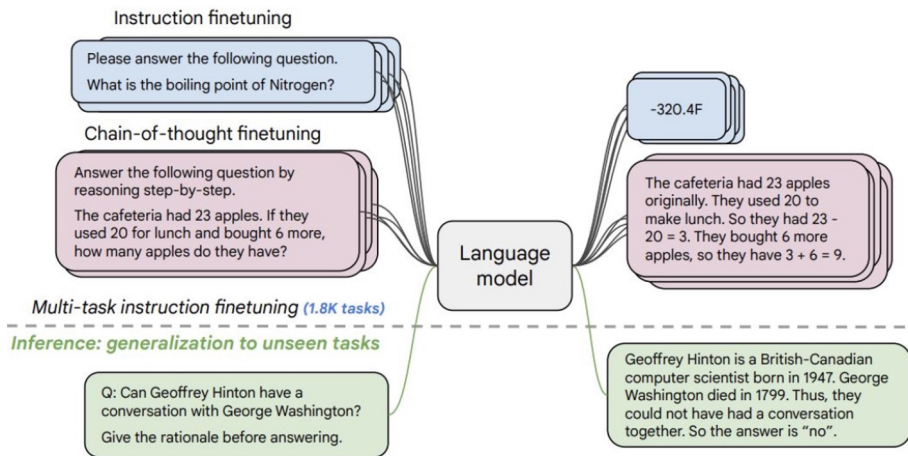 Instruction finetuning
Please answer the following question.
What is the boiling point of Nitrogen?
-320.4F
Chain-of-thought finetuning
Answer the following question by
reasoning step-by-step.
The cafeteria had 23 apples. If they
used 20 for lunch and bought 6 more,
how many apples do they have?
Language
model
The cafeteria had 23 apples
originally. They used 20 to
make lunch. So they had 23 -
20 = 3. They bought 6 more
apples, so they have 3 + 6 = 9.
Multi-task instruction finetuning (1.8K tasks)
Inference: generalization to unseen tasks
Q: Can Geoffrey Hinton have a
conversation with George Washington?
Give the rationale before answering.
Geoffrey Hinton is a British-Canadian
computer scientist born in 1947. George
Washington died in 1799. Thus, they
could not have had a conversation
together. So the answer is “no”.